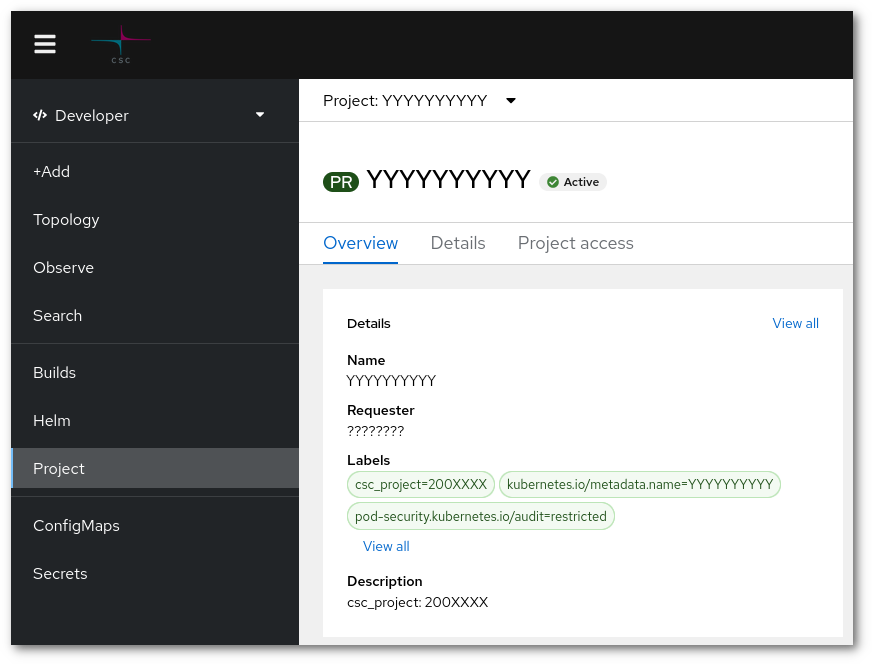 csc
Developer
+Add
Topology
Observe
Search
Builds
Helm
Project
ConfigMaps
Secrets
Project: YYYYYYYYYY
PR YYYYYYYYYY Active
Overview Details Project access
Details View all
Name
YYYYYYYYYY
Requester
????????
Labels
csc_project=200XXXX kubernetes.io/metadata.name=YYYYYYYYYY
pod-security.kubernetes.io/audit=restricted
View all
Description
csc_project: 200XXXX